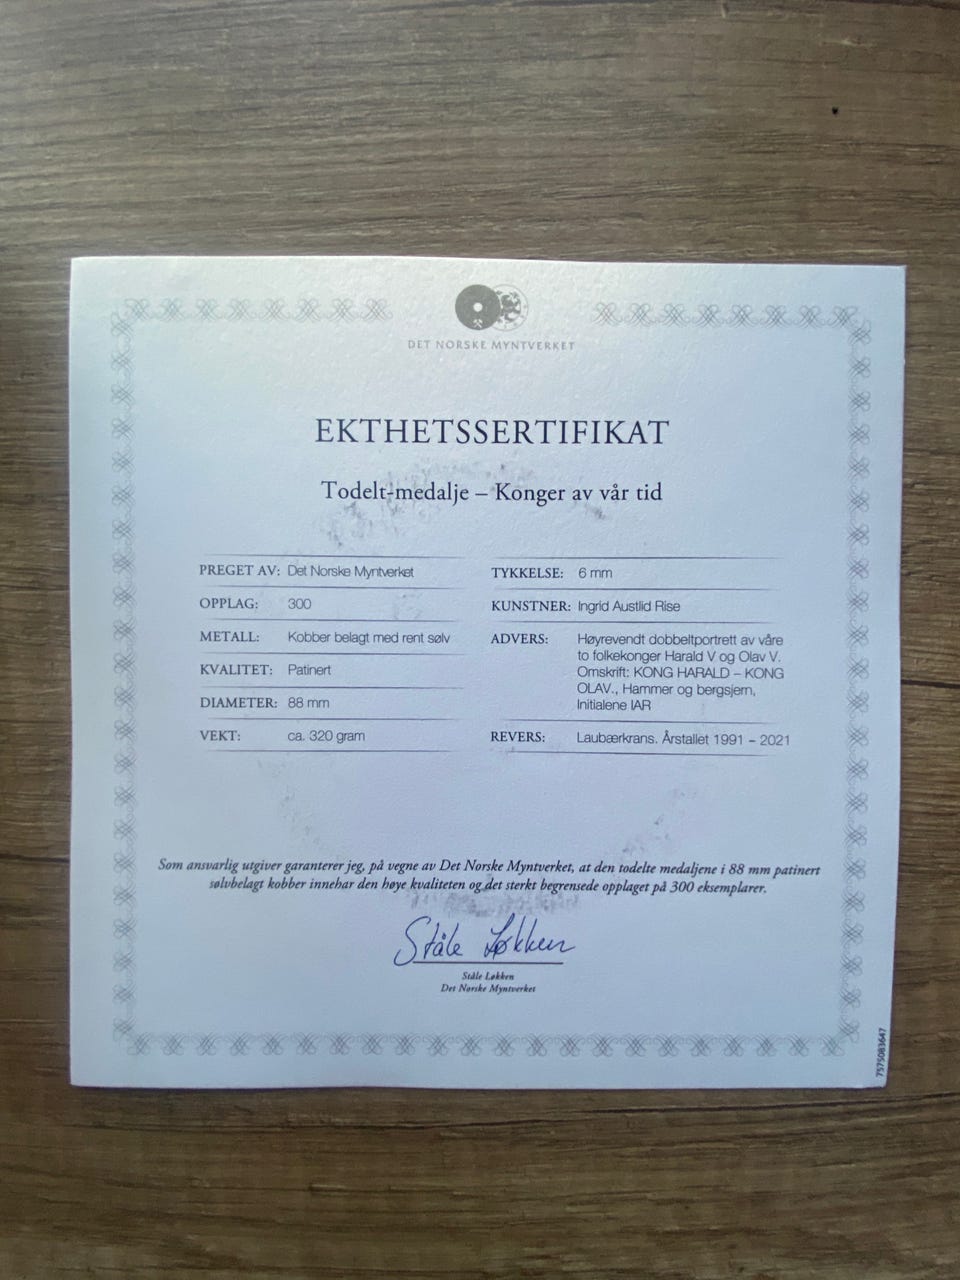 DET NORSKE MYNTVERKET
EKTHETSSERTIFIKAT
Todelt-medalje – Konger av vår tid
PREGET AV: Det Norske Myntverket
OPPLAG: 300
METALL: Kobber belagt med rent sølv
KVALITET: Patinert
DIAMETER: 88 mm
VEKT: ca. 320 gram
TYKKELSE: 6 mm
KUNSTNER: Ingrid Austlid Rise
ADVERS: Høyrevendt dobbeltportrett av våre
to folkekonger Harald V og Olav V.
Omskrift: KONG HARALD – KONG
OLAV., Hammer og bergsjern,
Initialene IAR
REVERS: Laubærkrans. Årstallet 1991 – 2021
Som ansvarlig utgiver garanterer jeg, på vegne av Det Norske Myntverket, at den todelte medaljene i 88 mm patinert
sølvbelagt kobber innehar den høye kvaliteten og det sterkt begrensede opplaget på 300 eksemplarer.
Ståle Løkken
Ståle Løkken
Det Norske Myntverket
7575083647